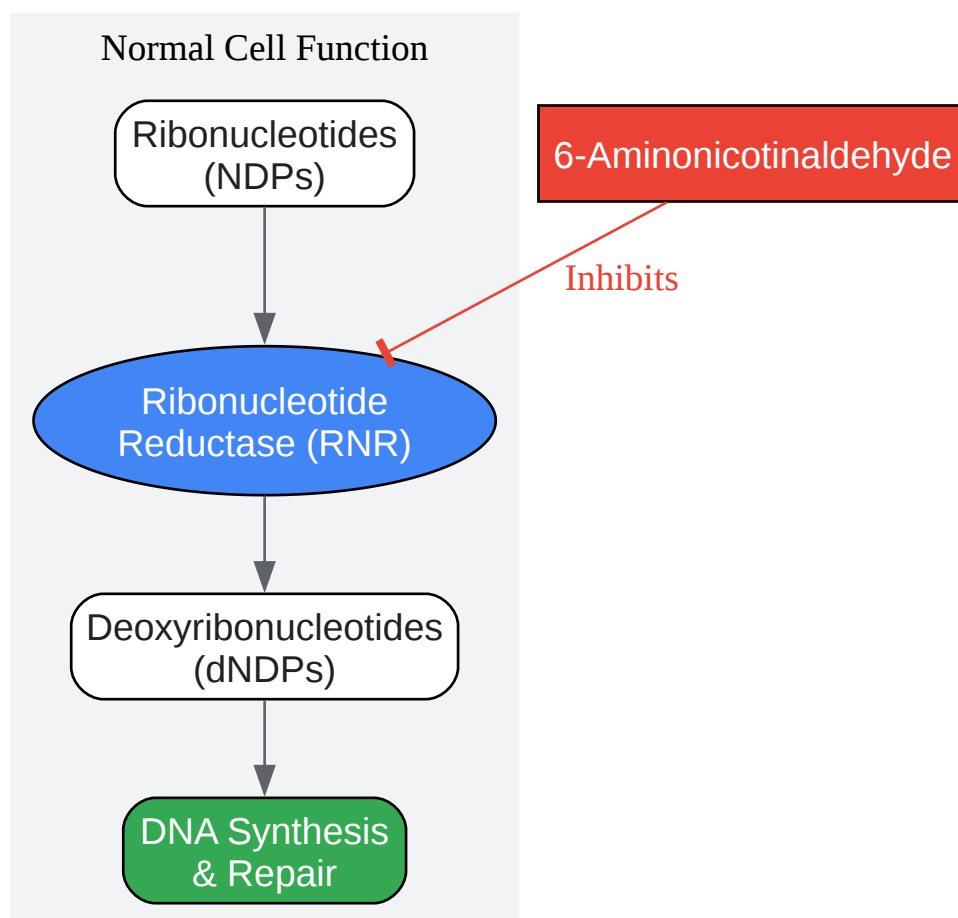 Normal Cell Function
Ribonucleotides
(NDPs)
6-Aminonicotinaldehyde
Inhibits
Ribonucleotide
Reductase (RNR)
Deoxyribonucleotides
(dNDPs)
DNA Synthesis
& Repair